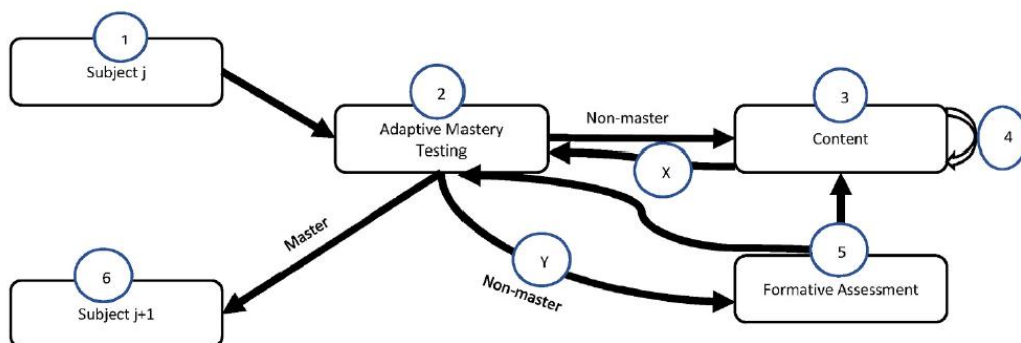 1
Subject j
2
Adaptive Mastery
Testing
Non-master
3
Content
4
X
Master
Y
Non-master
5
Formative Assessment
6
Subject j+1